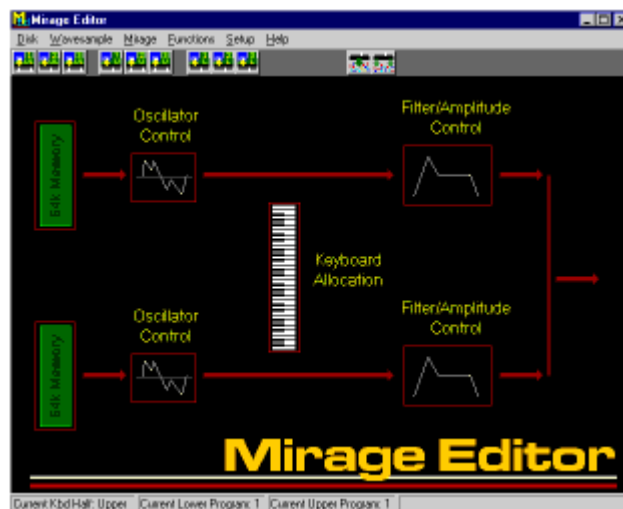 Mirage Editor
Disk Wavesample Mirage Functions Setup Help
Oscillator
Control
Filter/Amplitude
Control
64k Memory
Keyboard
Allocation
Oscillator
Control
Filter/Amplitude
Control
64k Memory
Mirage Editor
Current Kbd Half: Upper Current Lower Program: 1 Current Upper Program: 1